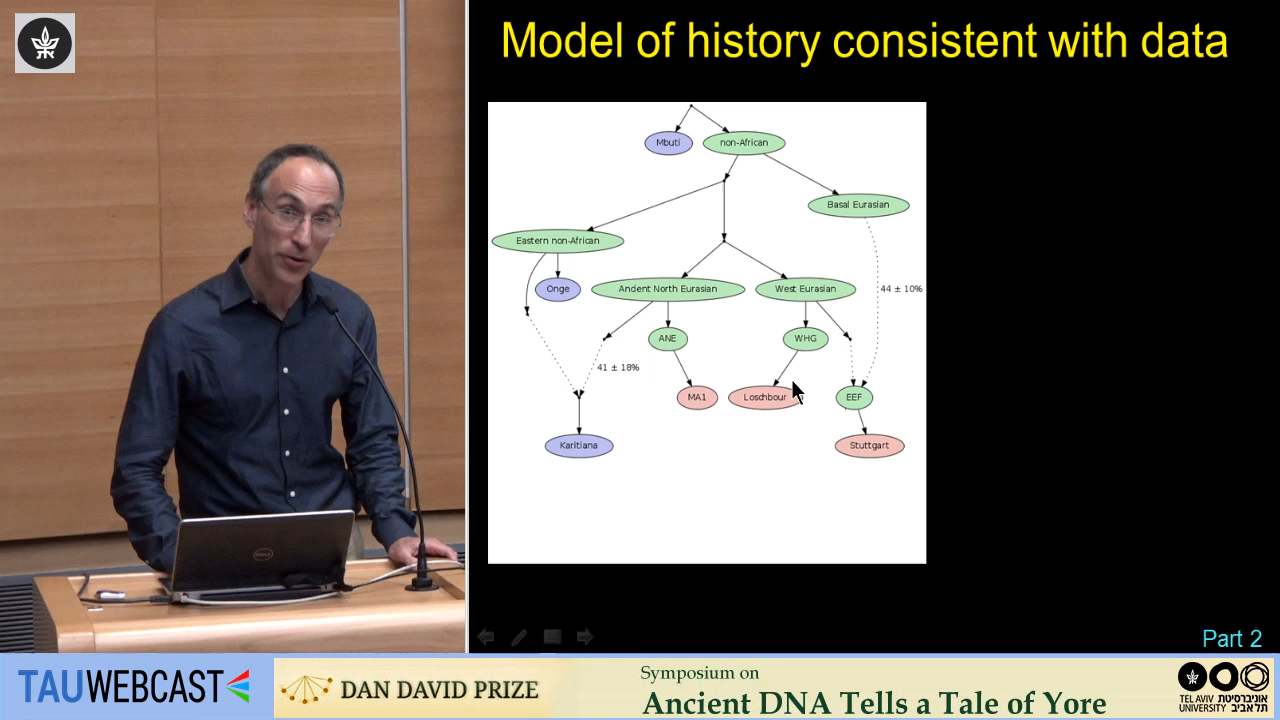 Model of history consistent with data
Mbuti
non-African
Basal Eurasian
Eastern non-African
Onge
Ancient North Eurasian
West Eurasian
44 ± 10%
ANE
WHG
41 ± 18%
MA1
Loschbour
EEF
Karitiana
Stuttgart
DELL
Part 2
TAUWEBCAST
DAN DAVID PRIZE
Symposium on
Ancient DNA Tells a Tale of Yore
TEL AVIV אוניברסיטת
UNIVERSITY תל אביב